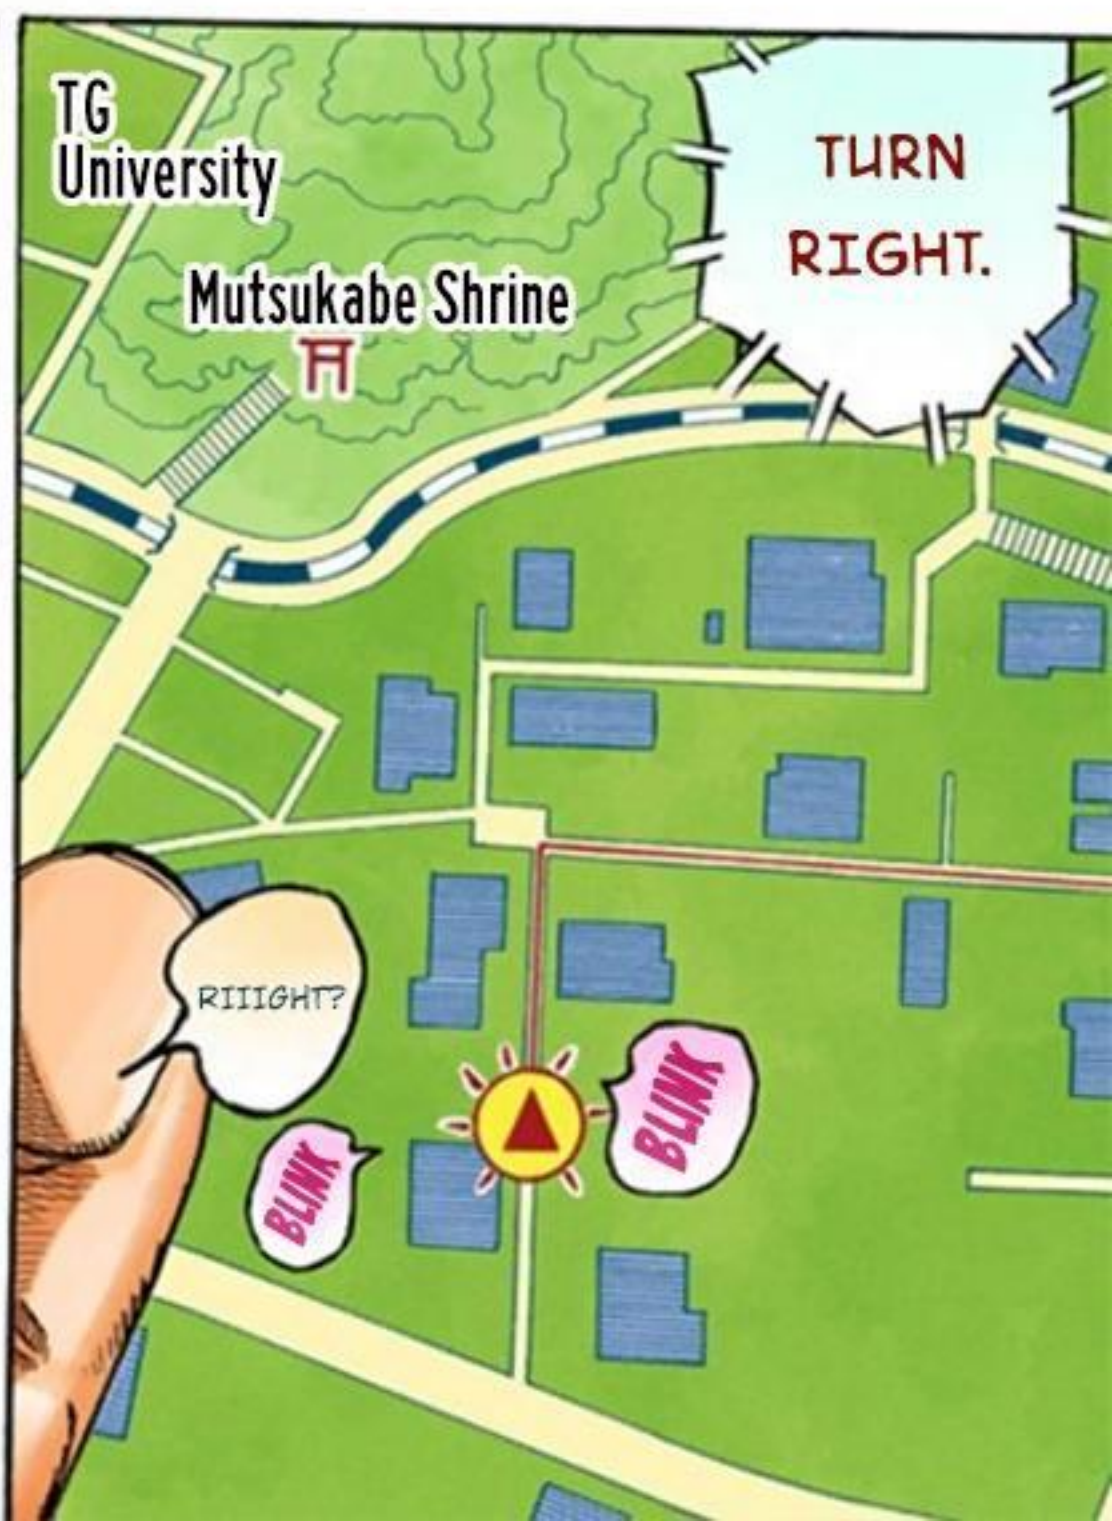 TG
University
Mutsukabe Shrine
TURN
RIGHT.
RIIIGHT?
BLINK
BLINK